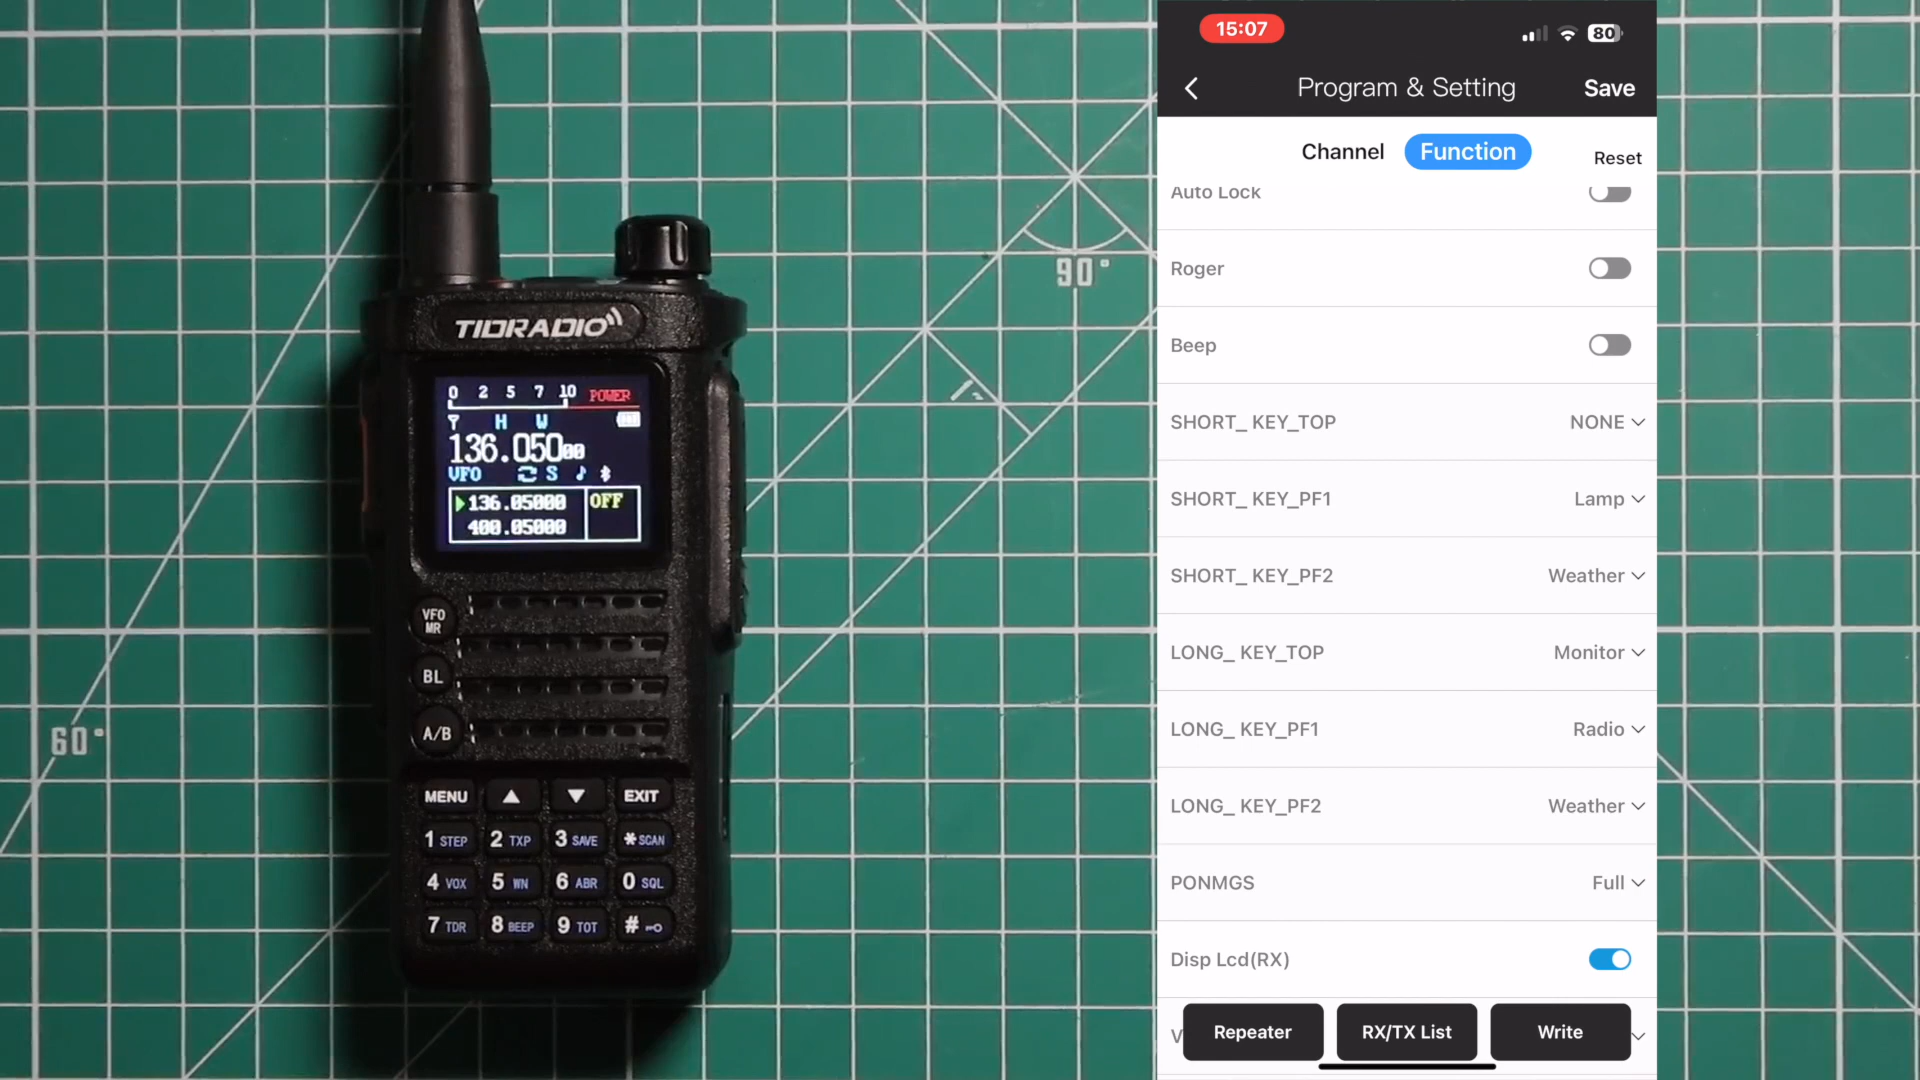 TIDRADIO
0 2 5 7 10 POWER
H W
136.05000
VFO S
136.05000 OFF
400.05000
VFO
MR
BL
A/B
MENU ▲ ▼ EXIT
1 STEP 2 TXP 3 SAVE * SCAN
4 VOX 5 WN 6 ABR 0 SQL
7 TDR 8 BEEP 9 TOT #
60°
90°
15:07 80
Program & Setting Save
Channel Function Reset
Auto Lock
Roger
Beep
SHORT_ KEY_TOP NONE
SHORT_ KEY_PF1 Lamp
SHORT_ KEY_PF2 Weather
LONG_ KEY_TOP Monitor
LONG_ KEY_PF1 Radio
LONG_ KEY_PF2 Weather
PONMGS Full
Disp Lcd(RX)
V
Repeater RX/TX List Write